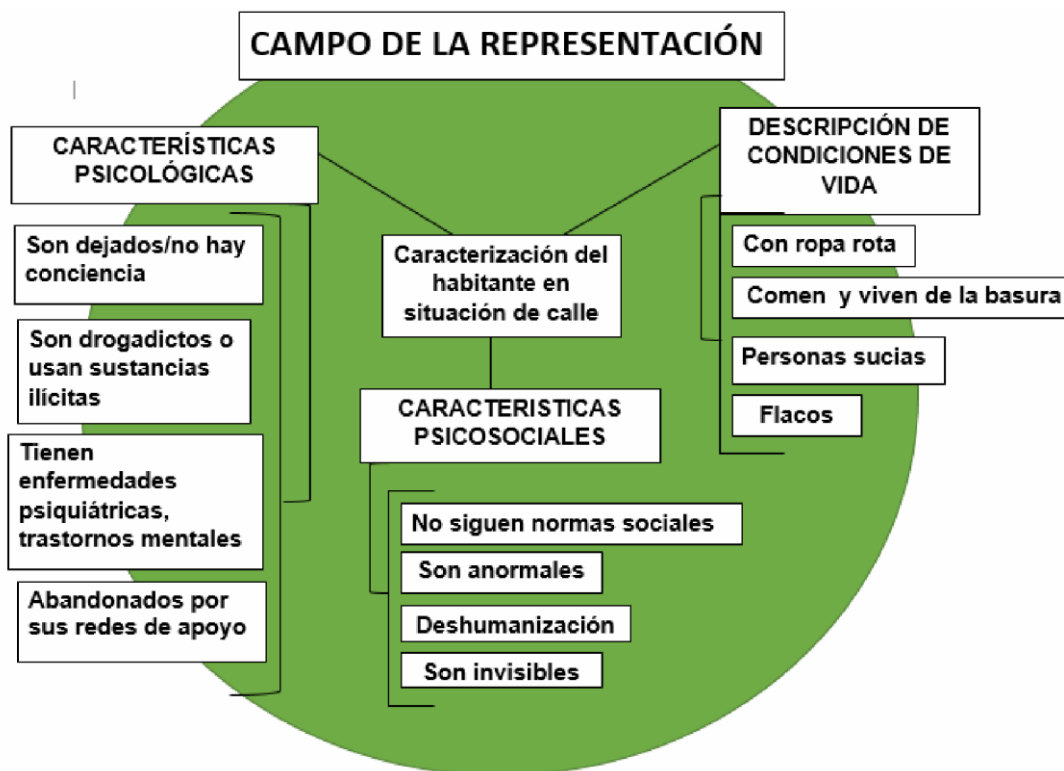 CAMPO DE LA REPRESENTACIÓN
CARACTERÍSTICAS
PSICOLÓGICAS
Son dejados/no hay
conciencia
Son drogadictos o
usan sustancias
ilícitas
Tienen
enfermedades
psiquiátricas,
trastornos mentales
Abandonados por
sus redes de apoyo
Caracterización del
habitante en
situación de calle
CARACTERISTICAS
PSICOSOCIALES
No siguen normas sociales
Son anormales
Deshumanización
Son invisibles
DESCRIPCIÓN DE
CONDICIONES DE
VIDA
Con ropa rota
Comen y viven de la basura
Personas sucias
Flacos